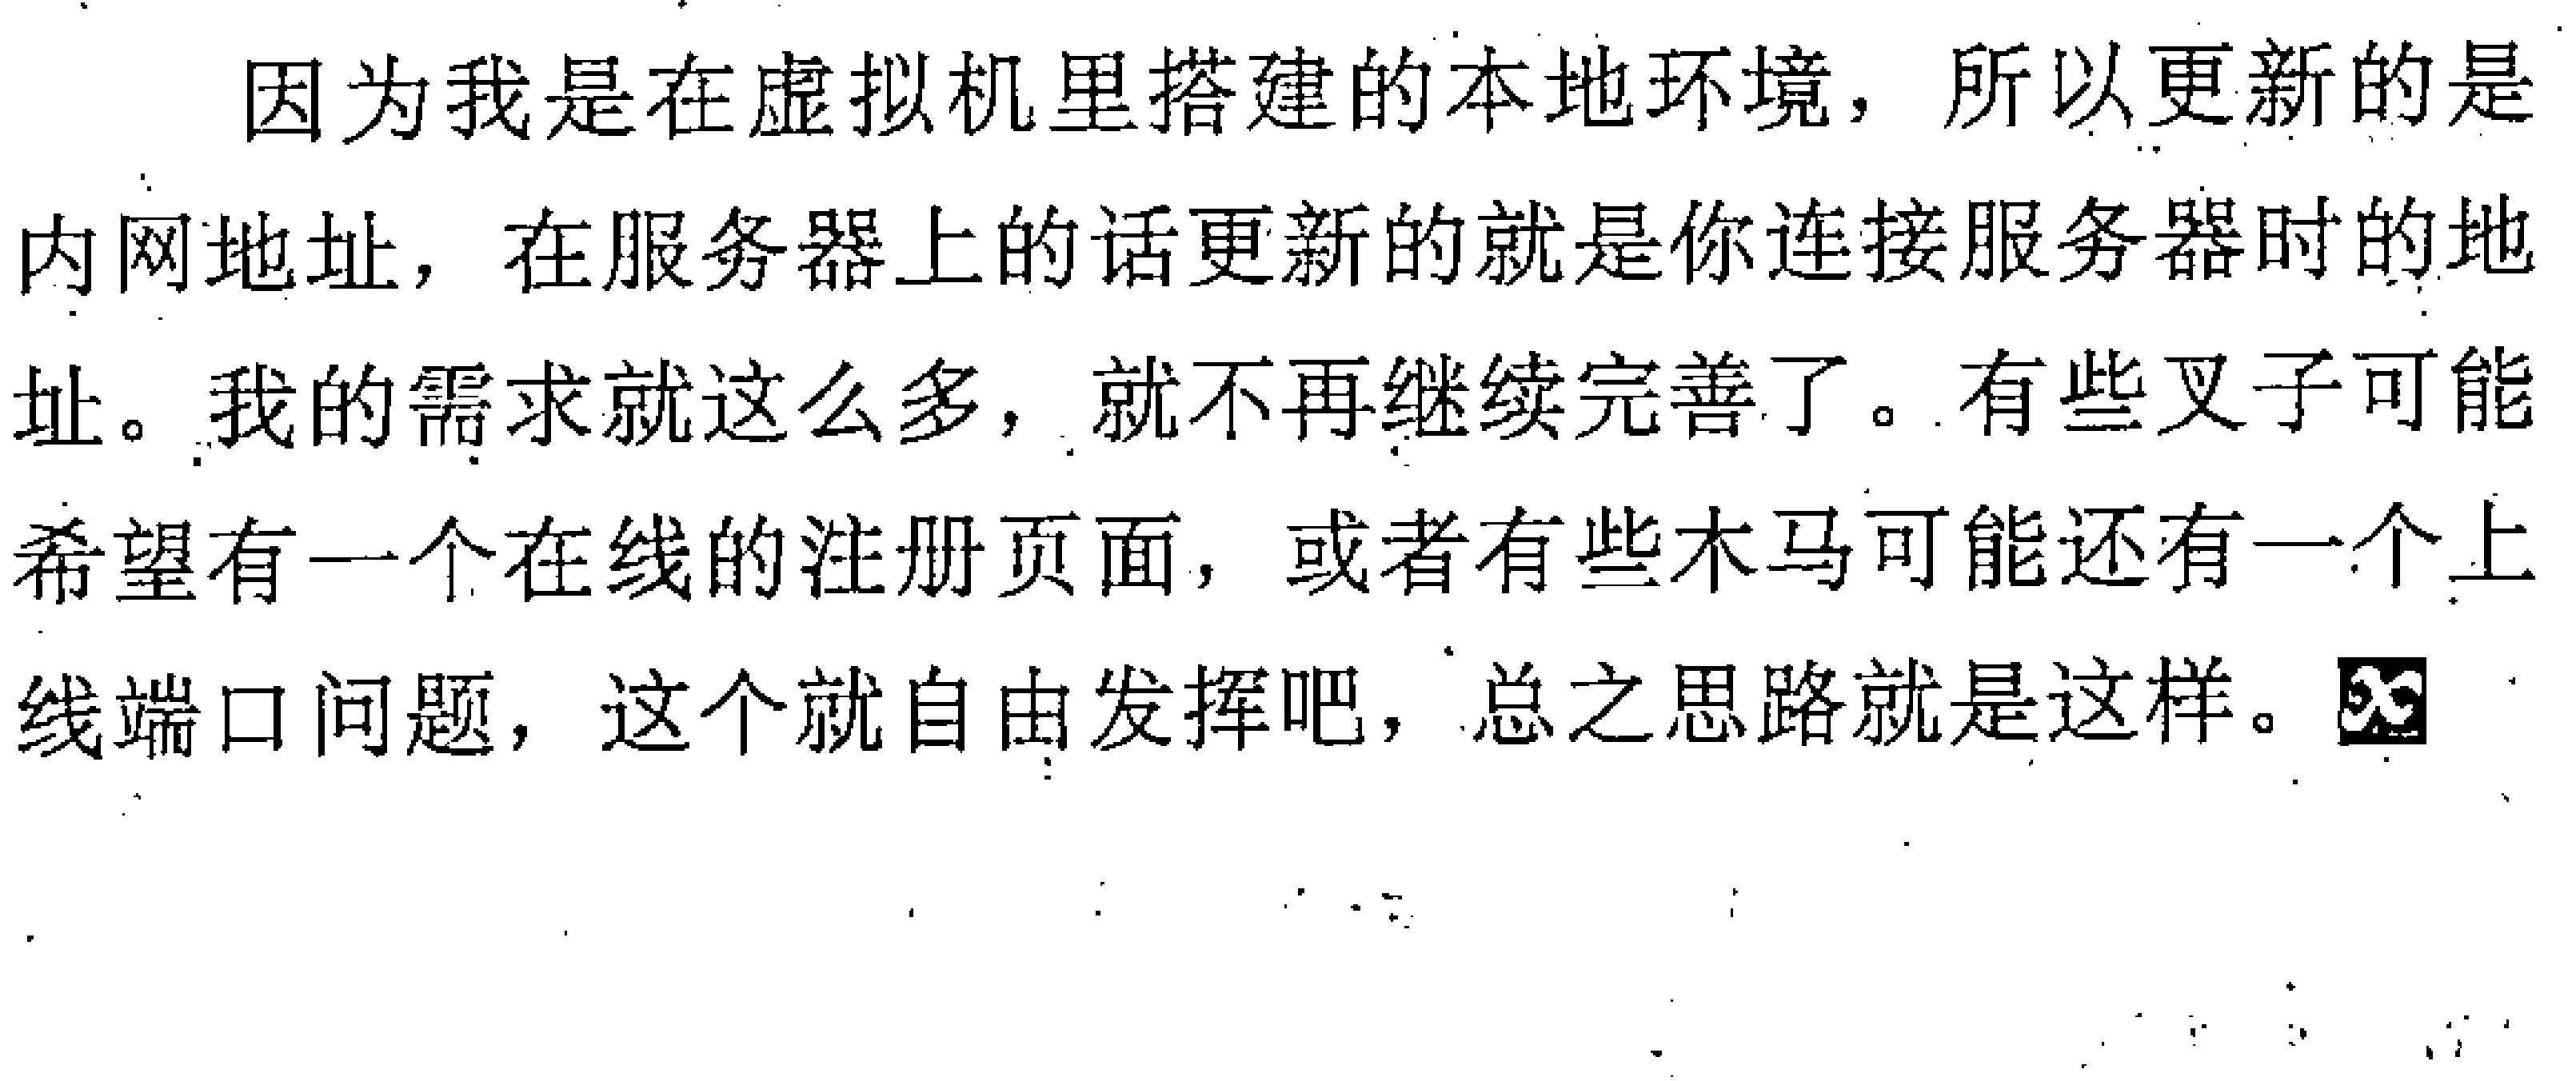 因为我是在虚拟机里搭建的本地环境，所以更新的是
内网地址，在服务器上的话更新的就是你连接服务器时的地
址。我的需求就这么多，就不再继续完善了。有些叉子可能
希望有一个在线的注册页面，或者有些木马可能还有一个上
线端口问题，这个就自由发挥吧，总之思路就是这样。